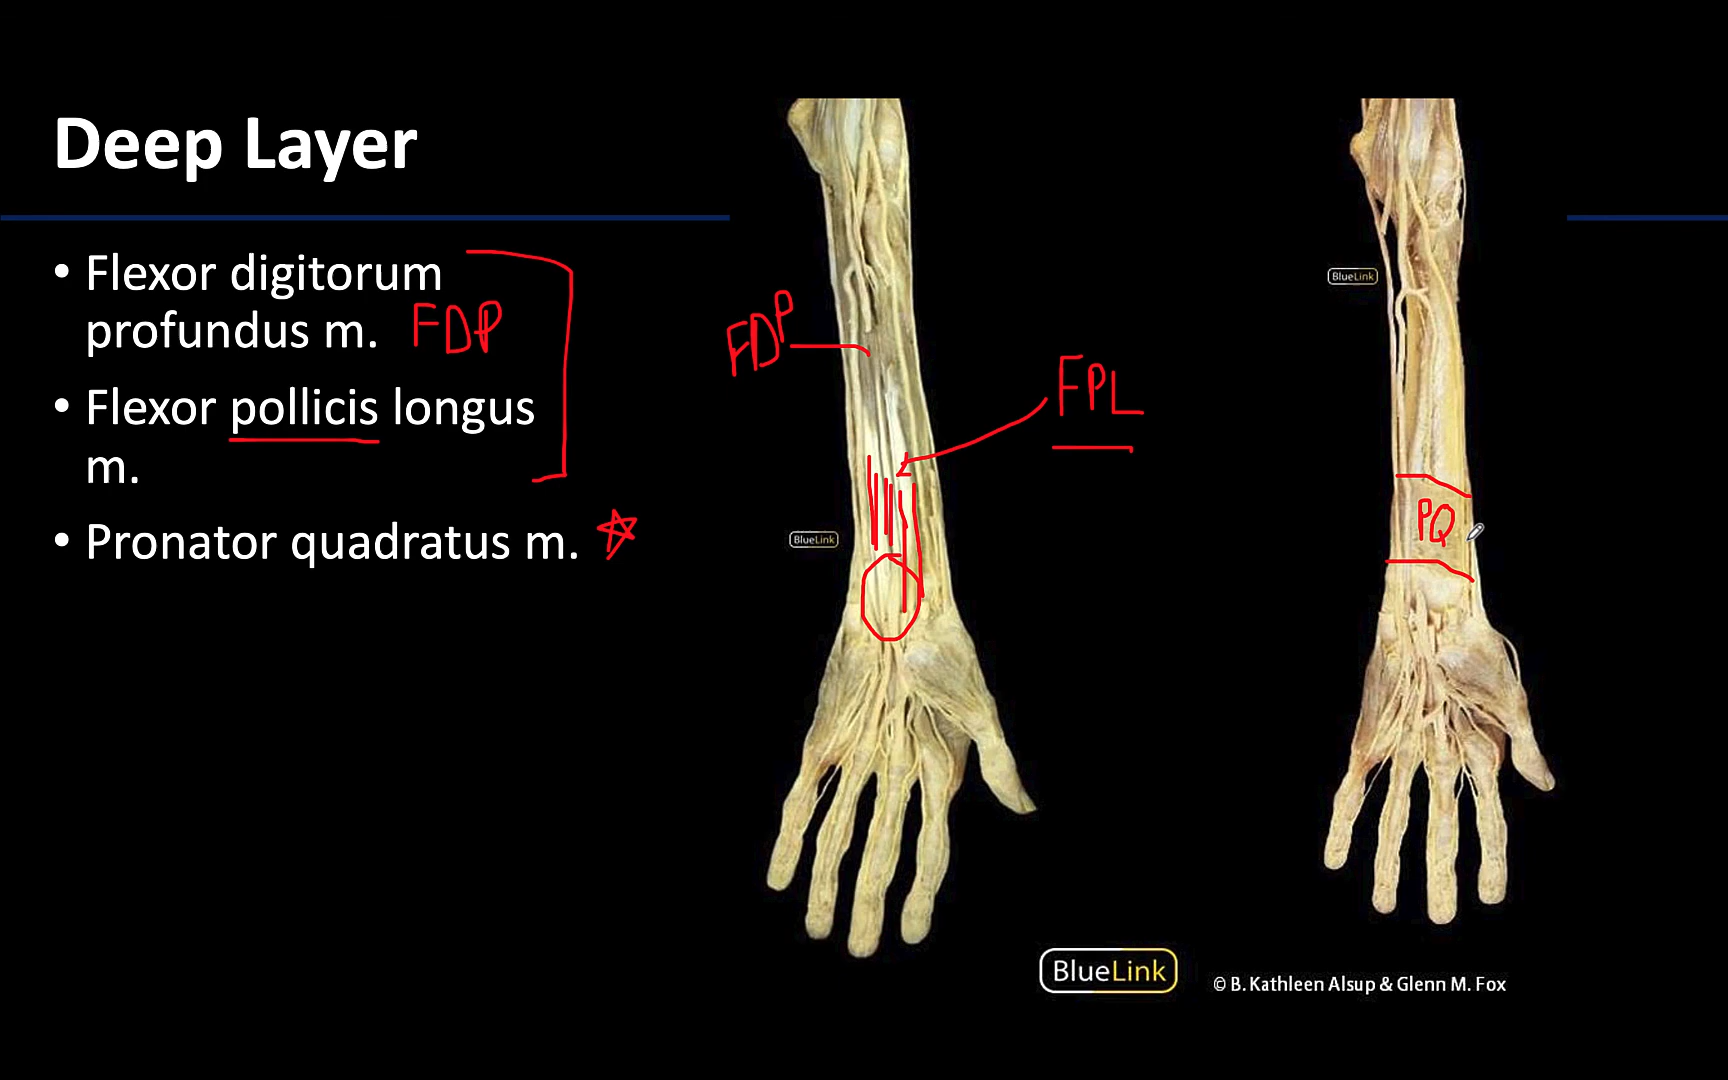 Deep Layer
• Flexor digitorum
profundus m. FDP
• Flexor pollicis longus
m.
• Pronator quadratus m.
FDP
FPL
PQ
BlueLink
BlueLink
BlueLink
© B. Kathleen Alsup & Glenn M. Fox